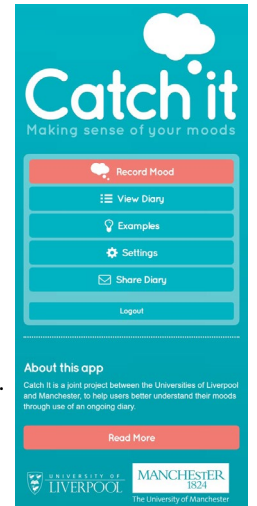 Catch it
Making sense of your moods
Record Mood
View Diary
Examples
Settings
Share Diary
Logout
About this app
Catch It is a joint project between the Universities of Liverpool
and Manchester, to help users better understand their moods
through use of an ongoing diary.
Read More
UNIVERSITY OF
LIVERPOOL
MANCHESTER
1824
The University of Manchester